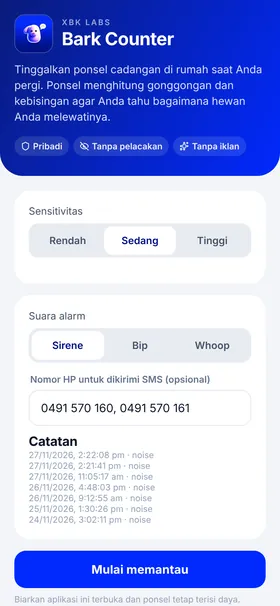 XBK LABS
Bark Counter
Tinggalkan ponsel cadangan di rumah saat Anda
pergi. Ponsel menghitung gonggongan dan
kebisingan agar Anda tahu bagaimana hewan
Anda melewatinya.
Pribadi
Tanpa pelacakan
Tanpa iklan
Sensitivitas
Rendah
Sedang
Tinggi
Suara alarm
Sirene
Bip
Whoop
Nomor HP untuk dikirimi SMS (opsional)
0491 570 160, 0491 570 161
Catatan
27/11/2026, 2:22:08 pm · noise
27/11/2026, 2:21:41 pm · noise
27/11/2026, 11:05:17 am · noise
26/11/2026, 4:48:03 pm · noise
26/11/2026, 9:12:55 am · noise
25/11/2026, 1:30:26 pm · noise
24/11/2026, 3:02:11 pm · noise
Mulai memantau
Biarkan aplikasi ini terbuka dan ponsel tetap terisi daya.